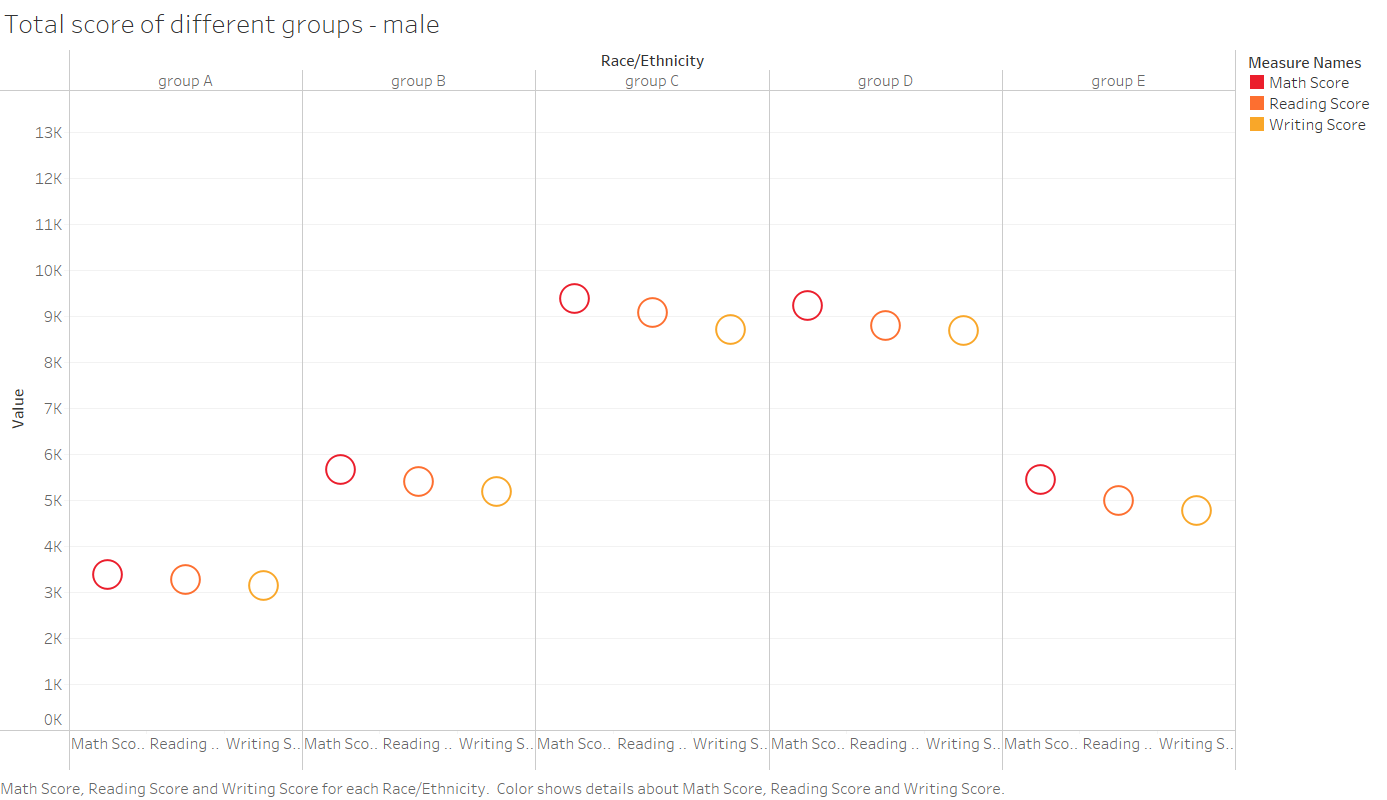 Total score of different groups - male
Race/Ethnicity
group A group B group C group D group E
Measure Names
Math Score
Reading Score
Writing Score
13K
12K
11K
10K
9K
8K
7K
6K
5K
4K
3K
2K
1K
0K
Value
Math Sco.. Reading .. Writing S.. Math Sco.. Reading .. Writing S.. Math Sco.. Reading .. Writing S.. Math Sco.. Reading .. Writing S.. Math Sco.. Reading .. Writing S..
Math Score, Reading Score and Writing Score for each Race/Ethnicity.  Color shows details about Math Score, Reading Score and Writing Score.